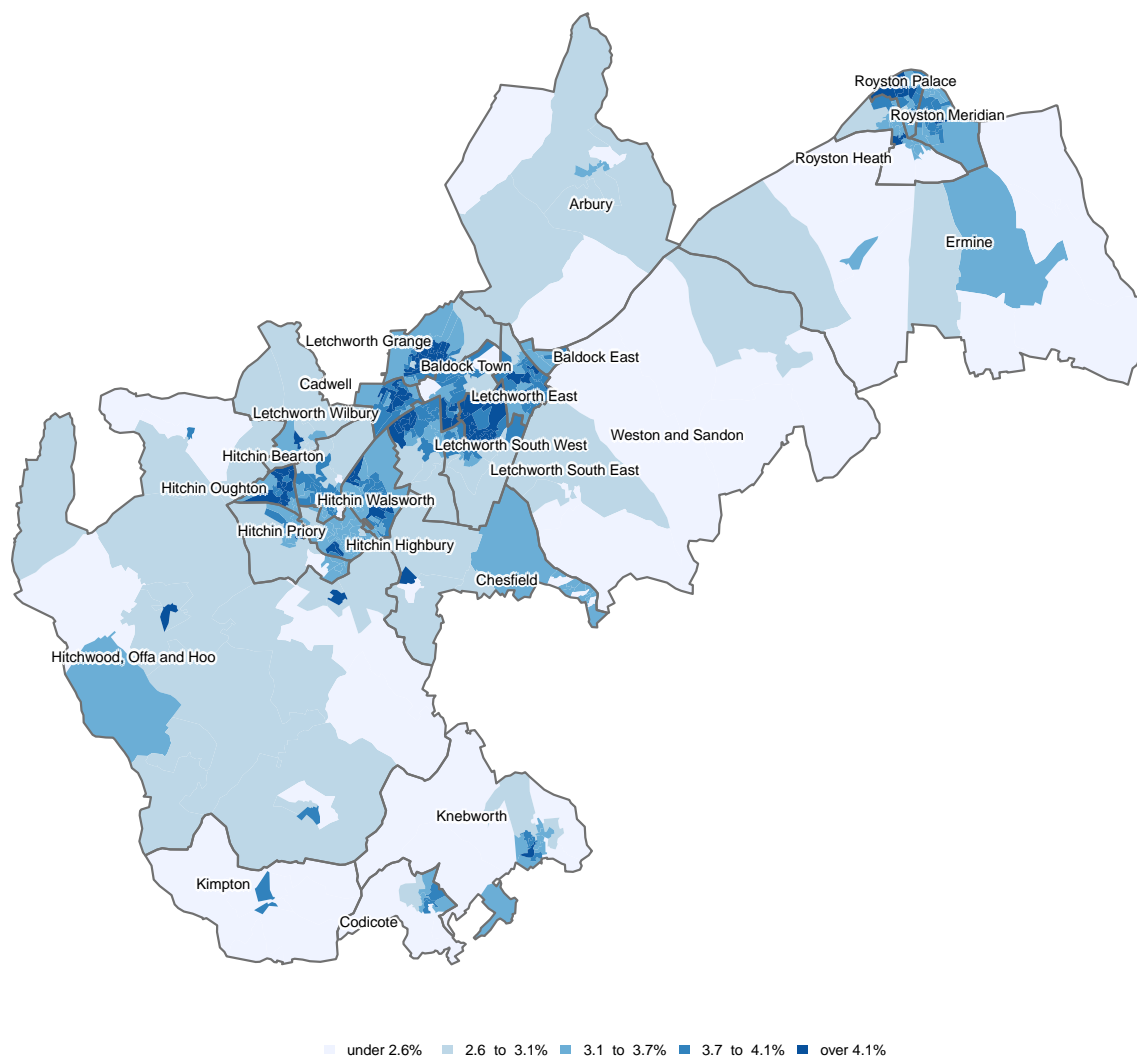 Royston Palace
Royston Meridian
Royston Heath
Arbury
Ermine
Letchworth Grange
Baldock East
Baldock Town
Cadwell
Letchworth East
Letchworth Wilbury
Weston and Sandon
Letchworth South West
Hitchin Bearton
Letchworth South East
Hitchin Oughton
Hitchin Walsworth
Hitchin Priory
Hitchin Highbury
Chesfield
Hitchwood, Offa and Hoo
Knebworth
Kimpton
Codicote
under 2.6% 2.6 to 3.1% 3.1 to 3.7% 3.7 to 4.1% over 4.1%